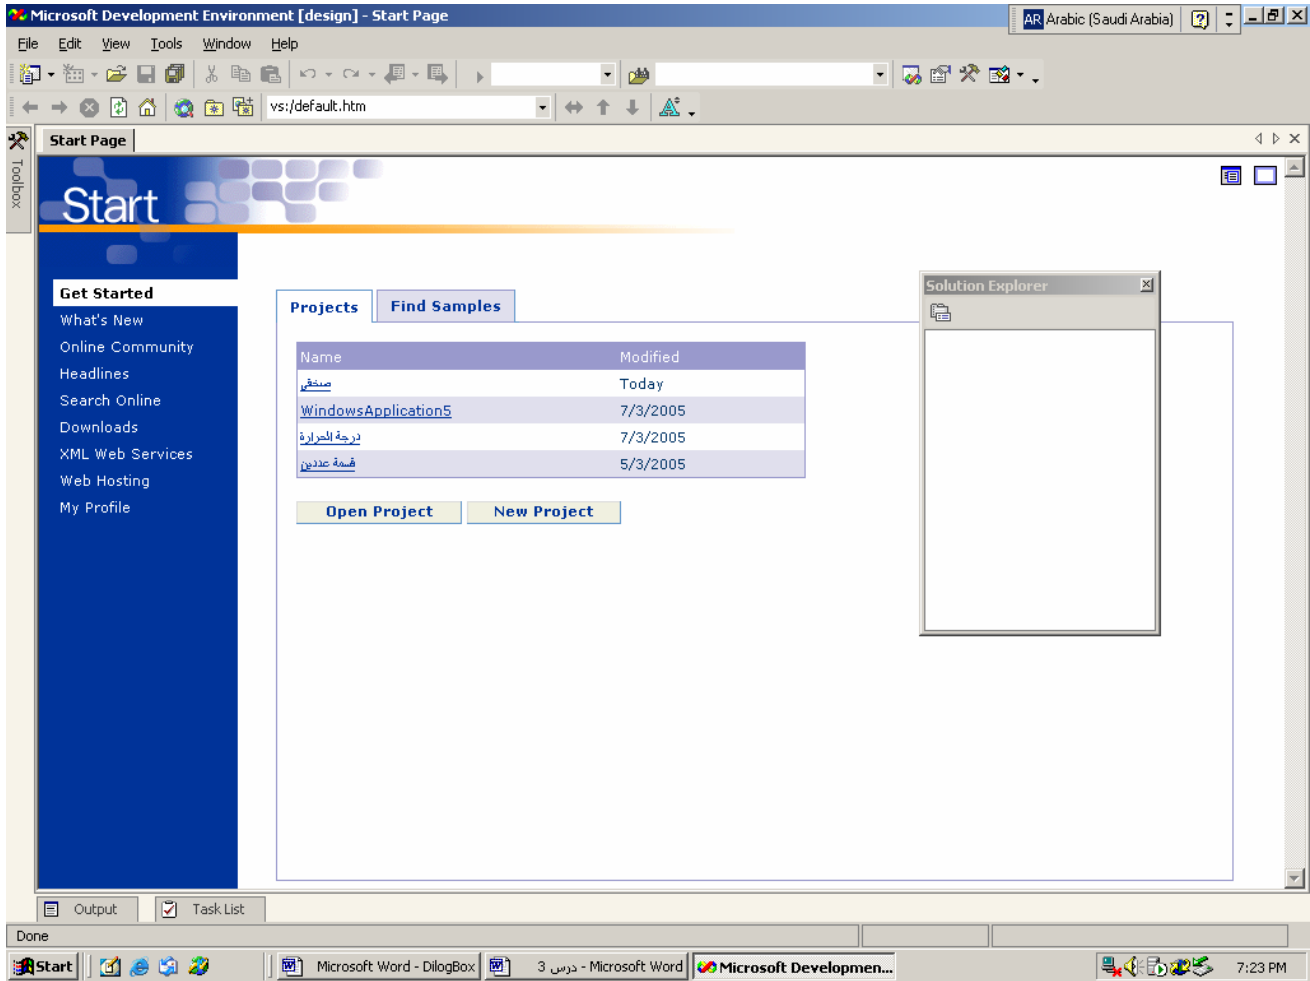 Microsoft Development Environment [design] - Start Page
AR Arabic (Saudi Arabia)
File Edit View Tools Window Help
vs:/default.htm
Toolbox
Start Page
Start
Get Started
What's New
Online Community
Headlines
Search Online
Downloads
XML Web Services
Web Hosting
My Profile
Projects Find Samples
Name Modified
Today
WindowsApplication5 7/3/2005
درجة الحرارة 7/3/2005
قسمة عددين 5/3/2005
Open Project New Project
Solution Explorer
Output Task List
Done
Start Microsoft Word - DilogBox درس 3 - Microsoft Word Microsoft Developmen... 7:23 PM